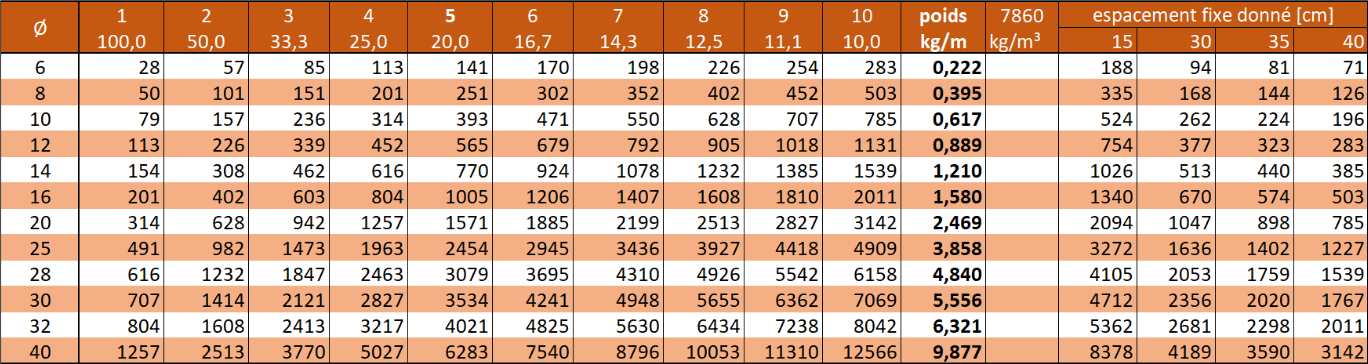 Ø 1 2 3 4 5 6 7 8 9 10 poids 7860 espacement fixe donné [cm]
100,0 50,0 33,3 25,0 20,0 16,7 14,3 12,5 11,1 10,0 kg/m kg/m³ 15 30 35 40
6 28 57 85 113 141 170 198 226 254 283 0,222 188 94 81 71
8 50 101 151 201 251 302 352 402 452 503 0,395 335 168 144 126
10 79 157 236 314 393 471 550 628 707 785 0,617 524 262 224 196
12 113 226 339 452 565 679 792 905 1018 1131 0,889 754 377 323 283
14 154 308 462 616 770 924 1078 1232 1385 1539 1,210 1026 513 440 385
16 201 402 603 804 1005 1206 1407 1608 1810 2011 1,580 1340 670 574 503
20 314 628 942 1257 1571 1885 2199 2513 2827 3142 2,469 2094 1047 898 785
25 491 982 1473 1963 2454 2945 3436 3927 4418 4909 3,858 3272 1636 1402 1227
28 616 1232 1847 2463 3079 3695 4310 4926 5542 6158 4,840 4105 2053 1759 1539
30 707 1414 2121 2827 3534 4241 4948 5655 6362 7069 5,556 4712 2356 2020 1767
32 804 1608 2413 3217 4021 4825 5630 6434 7238 8042 6,321 5362 2681 2298 2011
40 1257 2513 3770 5027 6283 7540 8796 10053 11310 12566 9,877 8378 4189 3590 3142